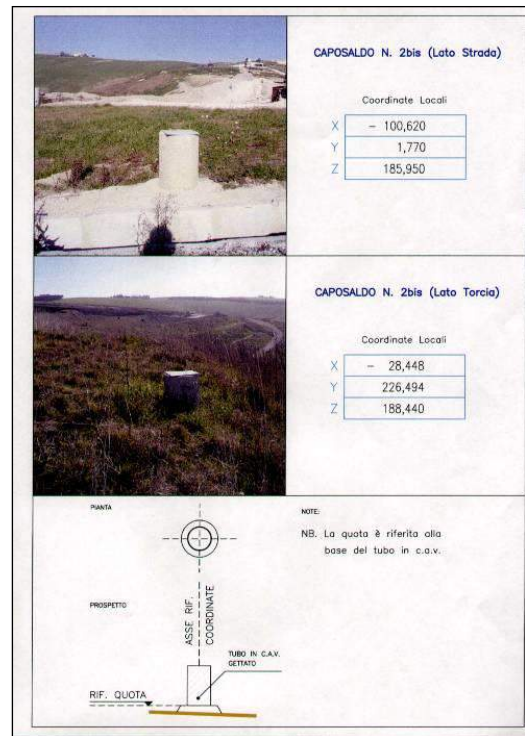 CAPOSALDO N. 2bis (Lato Strada)
Coordinate Locali
X – 100,620
Y 1,770
Z 185,950
CAPOSALDO N. 2bis (Lato Torcia)
Coordinate Locali
X – 28,448
Y 226,494
Z 188,440
PIANTA
PROSPETTO
ASSE RIF.
COORDINATE
TUBO IN C.A.V.
GETTATO
RIF. QUOTA
NOTE:
NB. La quota è riferita alla
base del tubo in c.a.v.